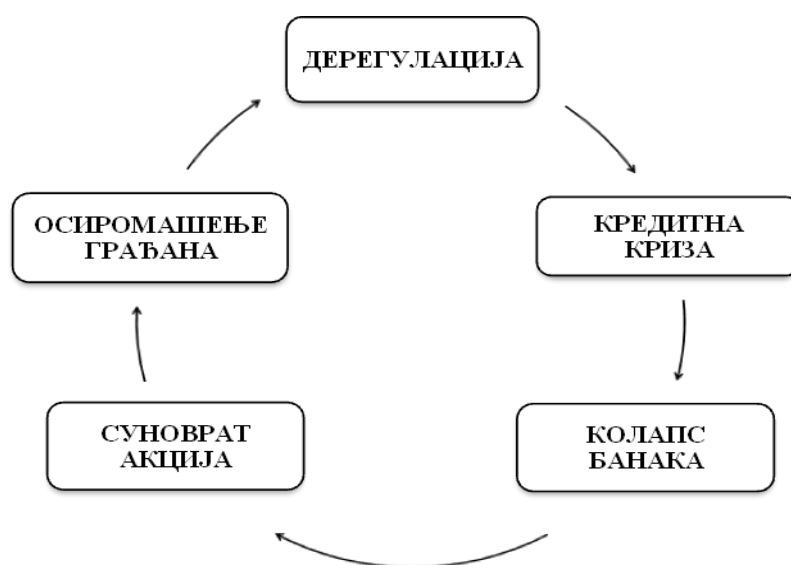 ДЕРЕГУЛАЦИЈА
КРЕДИТНА
КРИЗА
КОЛАПС
БАНАКА
СУНОВРАТ
АКЦИЈА
ОСИРОМАШЕЊЕ
ГРАЂАНА